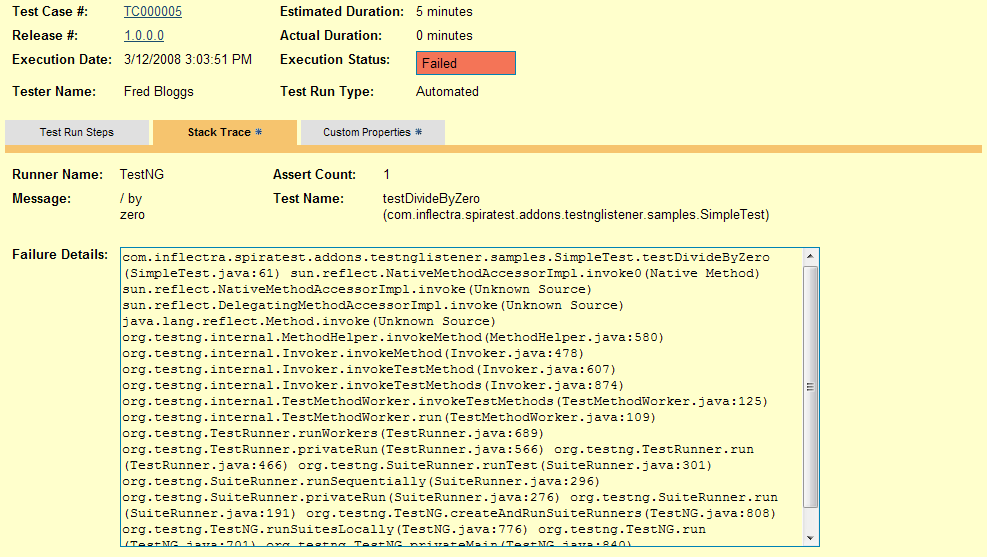 Test Case #: TC000005 Estimated Duration: 5 minutes
Release #: 1.0.0.0 Actual Duration: 0 minutes
Execution Date: 3/12/2008 3:03:51 PM Execution Status: Failed
Tester Name: Fred Bloggs Test Run Type: Automated
Test Run Steps Stack Trace * Custom Properties *
Runner Name: TestNG Assert Count: 1
Message: / by Test Name: testDivideByZero
zero (com.inflectra.spiratest.addons.testnglistener.samples.SimpleTest)
Failure Details: com.inflectra.spiratest.addons.testnglistener.samples.SimpleTest.testDivideByZero
(SimpleTest.java:61) sun.reflect.NativeMethodAccessorImpl.invoke0(Native Method)
sun.reflect.NativeMethodAccessorImpl.invoke(Unknown Source)
sun.reflect.DelegatingMethodAccessorImpl.invoke(Unknown Source)
java.lang.reflect.Method.invoke(Unknown Source)
org.testng.internal.MethodHelper.invokeMethod(MethodHelper.java:580)
org.testng.internal.Invoker.invokeMethod(Invoker.java:478)
org.testng.internal.Invoker.invokeTestMethod(Invoker.java:607)
org.testng.internal.Invoker.invokeTestMethods(Invoker.java:874)
org.testng.internal.TestMethodWorker.invokeTestMethods(TestMethodWorker.java:125)
org.testng.internal.TestMethodWorker.run(TestMethodWorker.java:109)
org.testng.TestRunner.runWorkers(TestRunner.java:689)
org.testng.TestRunner.privateRun(TestRunner.java:566) org.testng.TestRunner.run
(TestRunner.java:466) org.testng.SuiteRunner.runTest(SuiteRunner.java:301)
org.testng.SuiteRunner.runSequentially(SuiteRunner.java:296)
org.testng.SuiteRunner.privateRun(SuiteRunner.java:276) org.testng.SuiteRunner.run
(SuiteRunner.java:191) org.testng.TestNG.createAndRunSuiteRunners(TestNG.java:808)
org.testng.TestNG.runSuitesLocally(TestNG.java:776) org.testng.TestNG.run
(TestNG.java:701) org.testng.TestNG.privateMain(TestNG.java:840)